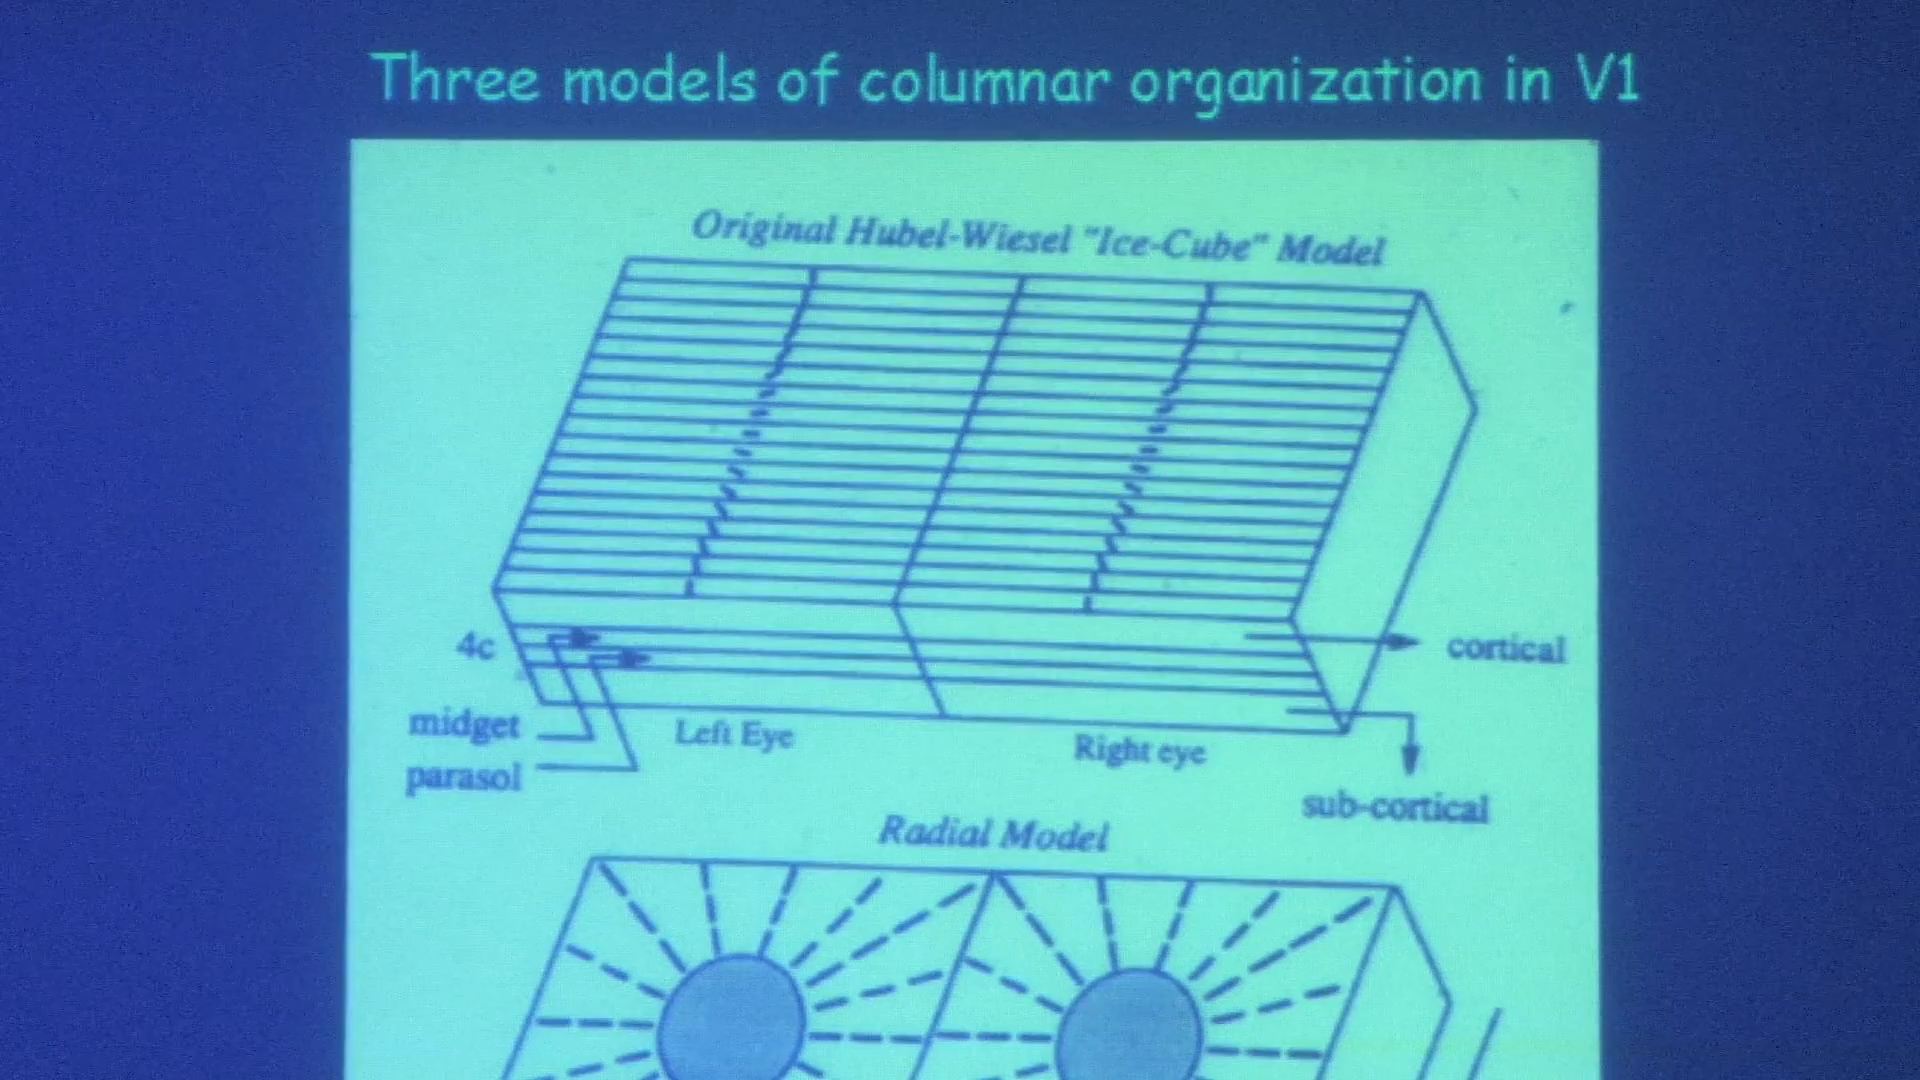 Three models of columnar organization in V1
Original Hubel-Wiesel "Ice-Cube" Model
4c
cortical
midget
Left Eye
Right eye
parasol
sub-cortical
Radial Model